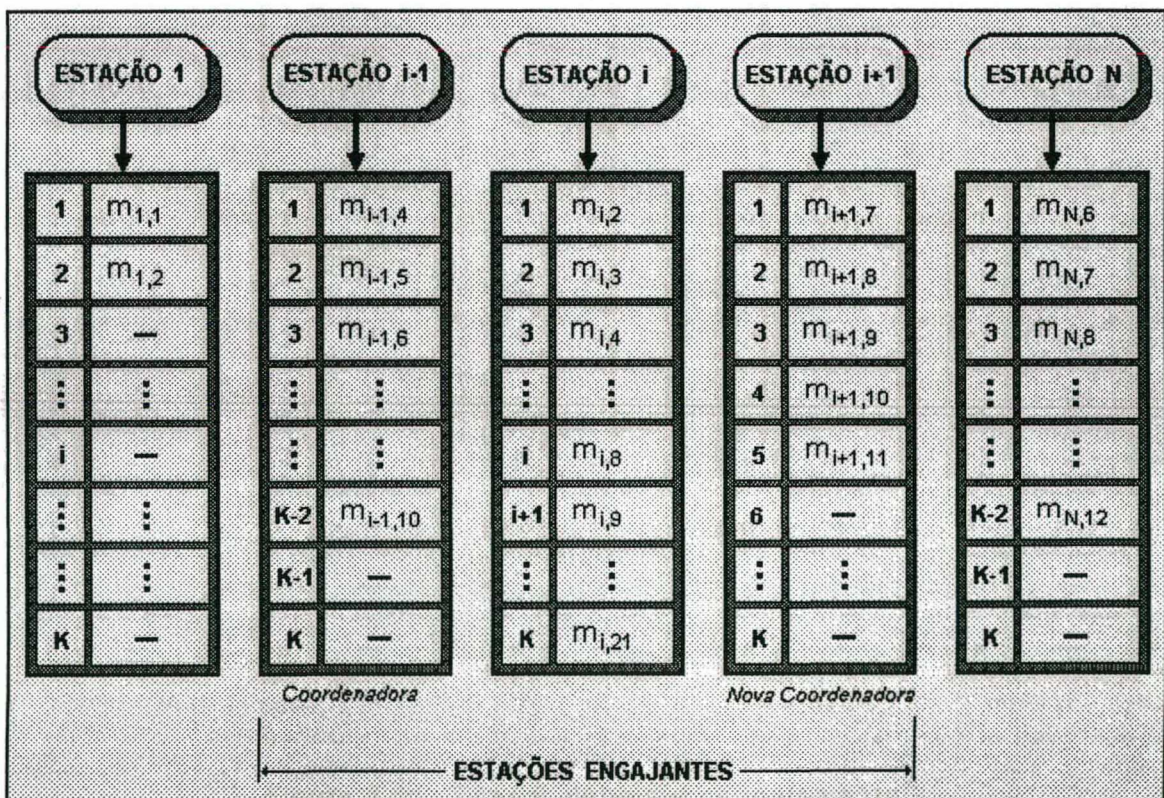 ESTAÇÃO 1 ESTAÇÃO i-1 ESTAÇÃO i ESTAÇÃO i+1 ESTAÇÃO N
1 m1,1 1 mi-1,4 1 mi,2 1 mi+1,7 1 mN,6
2 m1,2 2 mi-1,5 2 mi,3 2 mi+1,8 2 mN,7
3 — 3 mi-1,6 3 mi,4 3 mi+1,9 3 mN,8
⋮ ⋮ ⋮ ⋮ ⋮ ⋮ 4 mi+1,10 ⋮ ⋮
i — ⋮ ⋮ i mi,8 5 mi+1,11 ⋮ ⋮
⋮ ⋮ K-2 mi-1,10 i+1 mi,9 6 — K-2 mN,12
⋮ ⋮ K-1 — ⋮ ⋮ ⋮ ⋮ K-1 —
K — K — K mi,21 K — K —
Coordenadora Nova Coordenadora
ESTAÇÕES ENGAJANTES